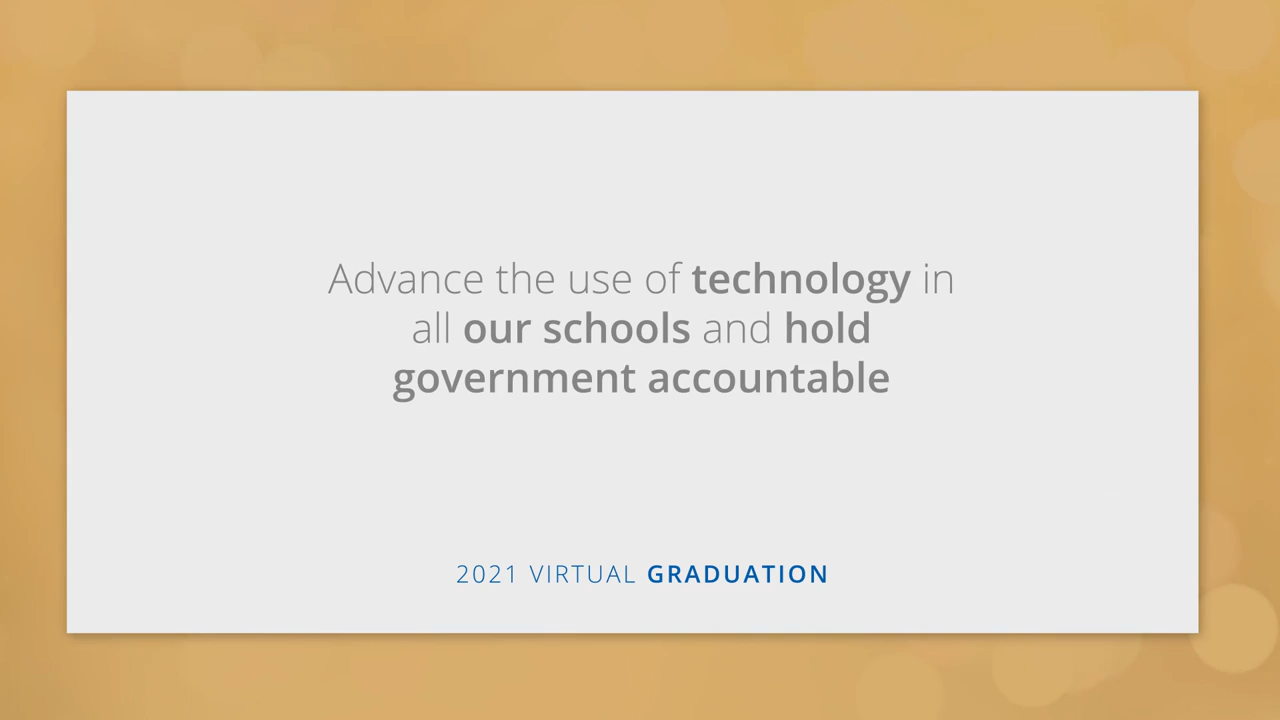 Advance the use of technology in
all our schools and hold
government accountable
2021 VIRTUAL GRADUATION